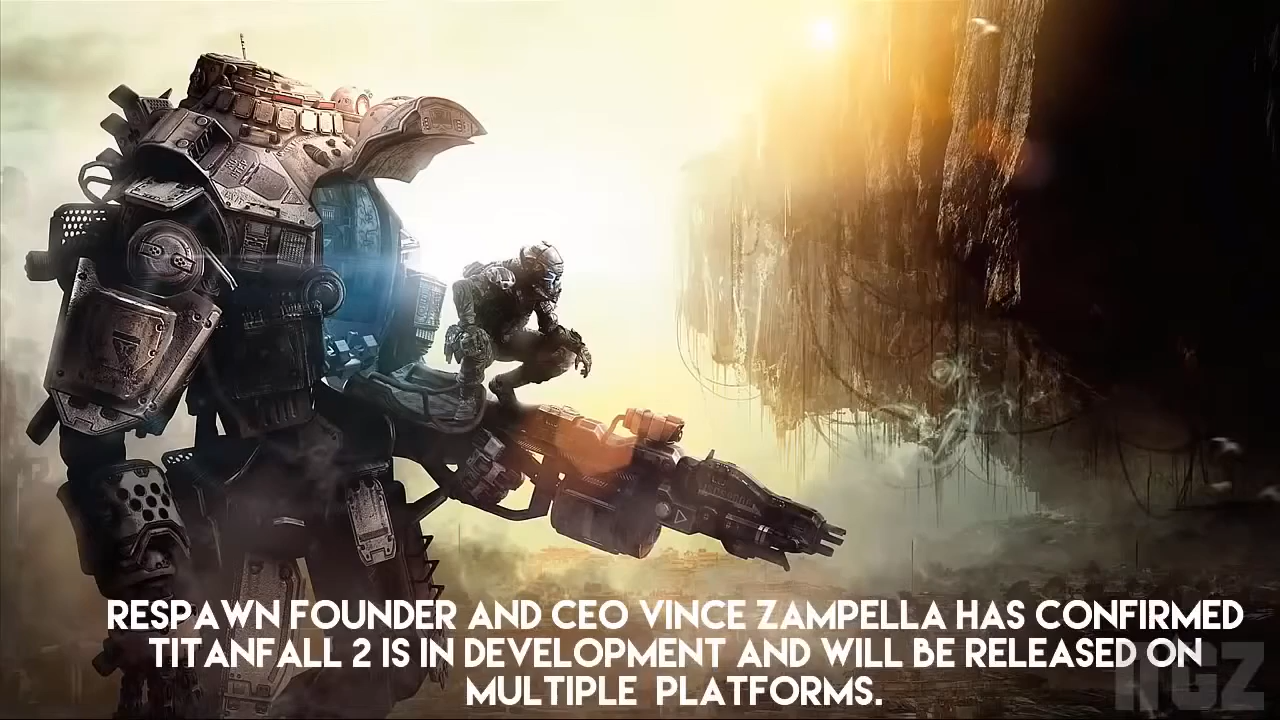 RESPAWN FOUNDER AND CEO VINCE ZAMPELLA HAS CONFIRMED
TITANFALL 2 IS IN DEVELOPMENT AND WILL BE RELEASED ON
MULTIPLE PLATFORMS.